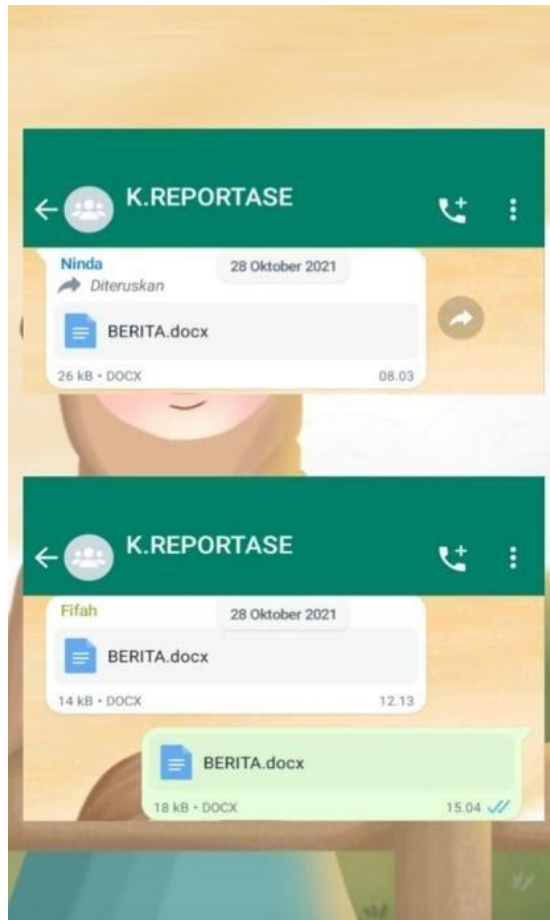 K.REPORTASE
Ninda
28 Oktober 2021
Diteruskan
BERITA.docx
26 kB • DOCX
08.03
K.REPORTASE
Fifah
28 Oktober 2021
BERITA.docx
14 kB • DOCX
12.13
BERITA.docx
18 kB • DOCX
15.04